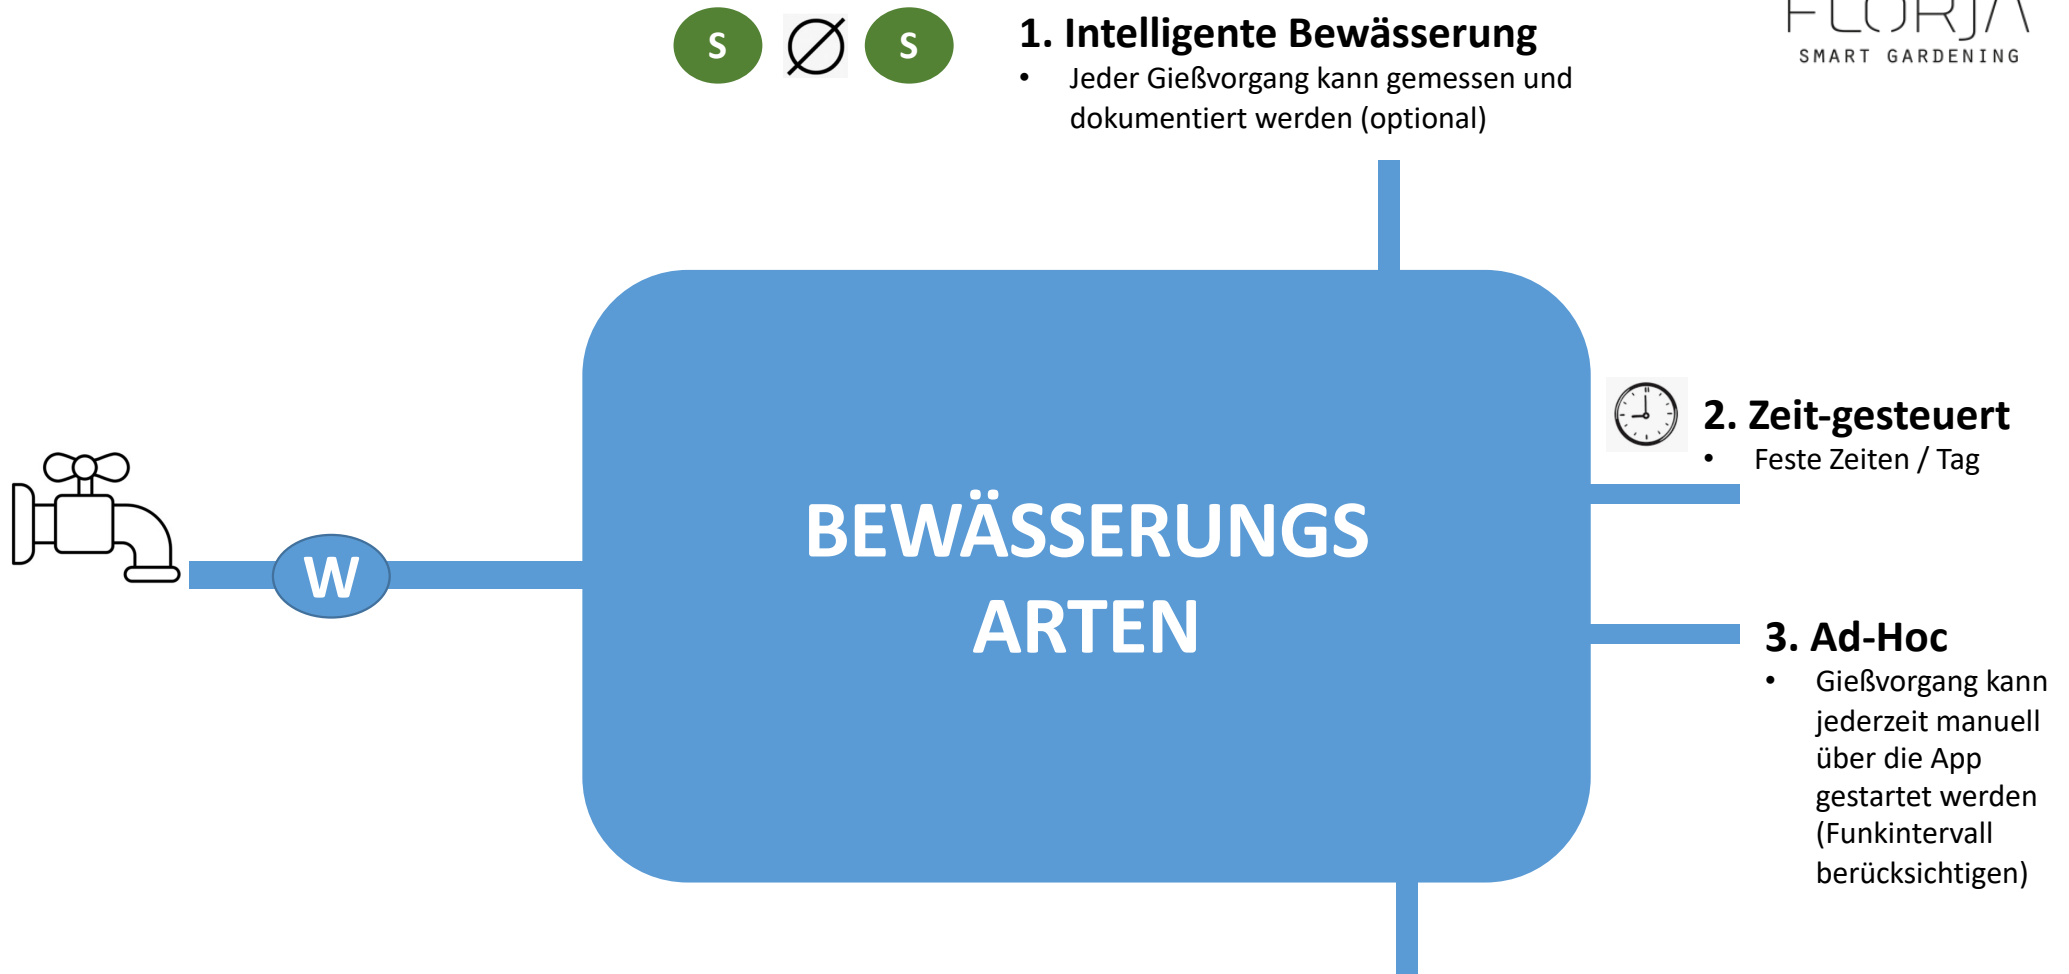 S S
1. Intelligente Bewässerung
• Jeder Gießvorgang kann gemessen und
dokumentiert werden (optional)
FLORJA
SMART GARDENING
2. Zeit-gesteuert
• Feste Zeiten / Tag
BEWÄSSERUNGS
ARTEN
W
3. Ad-Hoc
• Gießvorgang kann
jederzeit manuell
über die App
gestartet werden
(Funkintervall
berücksichtigen)